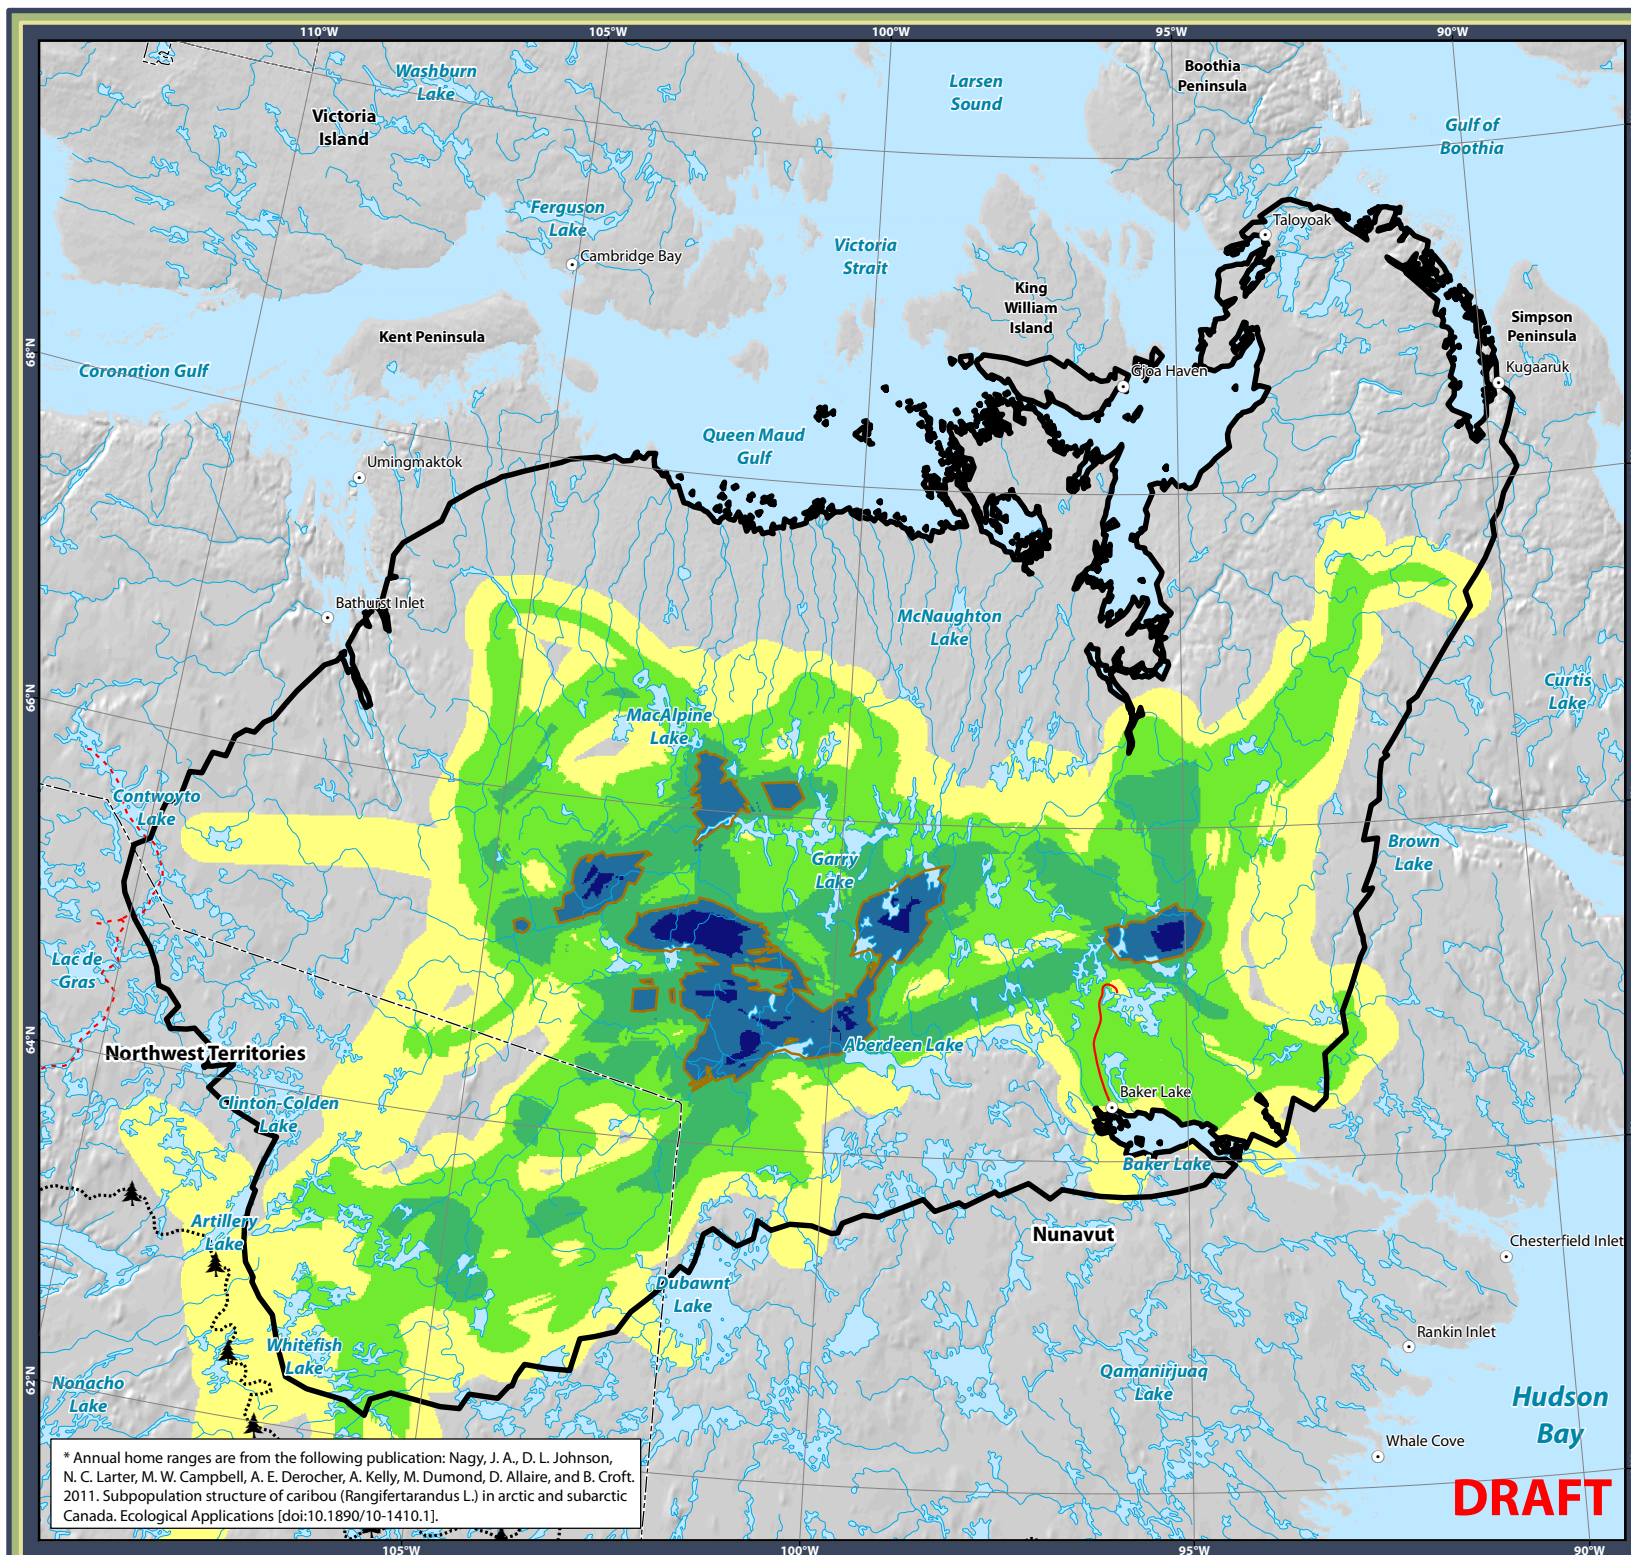 110°W
105°W
100°W
95°W
90°W
Washburn
Lake
Victoria
Island
Larsen
Sound
Boothia
Peninsula
Gulf of
Boothia
Ferguson
Lake
Cambridge Bay
Victoria
Strait
Taloyoak
King
William
Island
Simpson
Peninsula
Kent Peninsula
68°N
Coronation Gulf
Gjoa Haven
Kugaaruk
Queen Maud
Gulf
Umingmaktok
Bathurst Inlet
McNaughton
Lake
66°N
Curtis
Lake
MacAlpine
Lake
Contwoyto
Lake
Garry
Lake
Brown
Lake
Lac de
Gras
64°N
Northwest Territories
Aberdeen Lake
Clinton-Colden
Lake
Baker Lake
Baker Lake
Artillery
Lake
Nunavut
Chesterfield Inlet
Dubawnt
Lake
Whitefish
Lake
Rankin Inlet
62°N
Nonacho
Lake
Qamanirjuaq
Lake
Hudson
Bay
Whale Cove
* Annual home ranges are from the following publication: Nagy, J. A., D. L. Johnson,
N. C. Larter, M. W. Campbell, A. E. Derocher, A. Kelly, M. Dumond, D. Allaire, and B. Croft.
2011. Subpopulation structure of caribou (Rangifertarandus L.) in arctic and subarctic
Canada. Ecological Applications [doi:10.1890/10-1410.1].
DRAFT
105°W
100°W
95°W
90°W